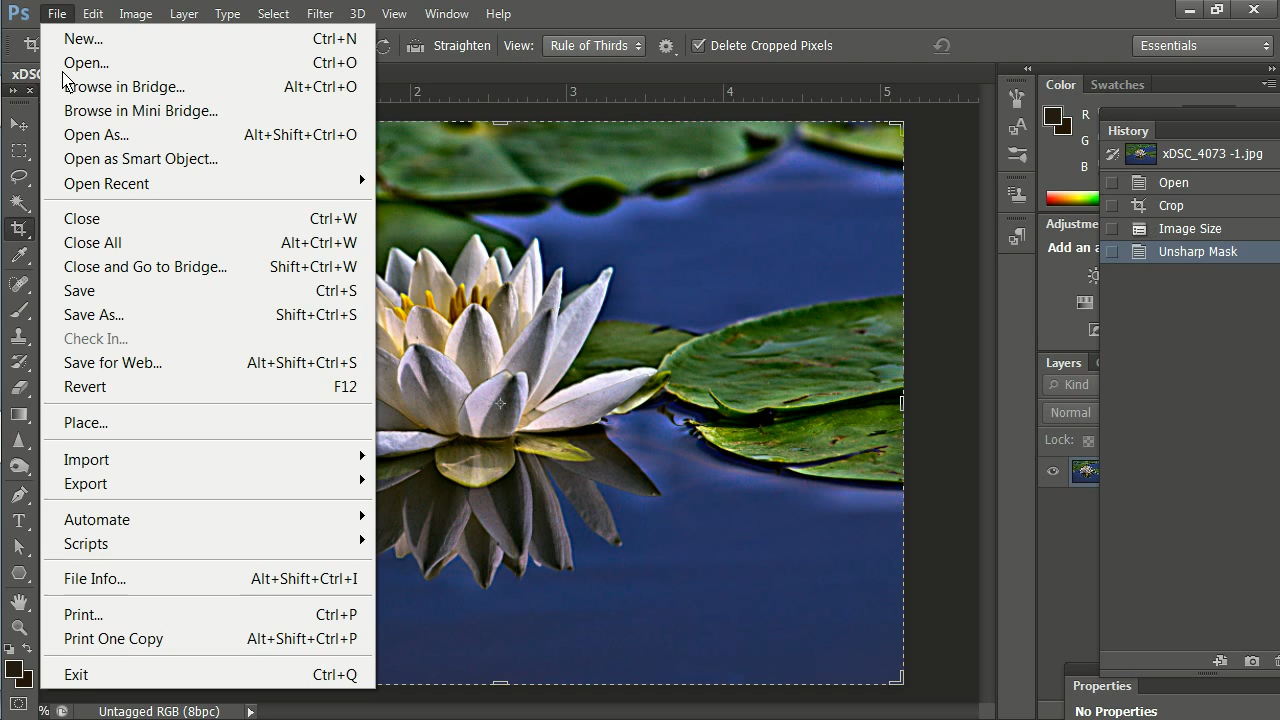 Ps File Edit Image Layer Type Select Filter 3D View Window Help
Straighten View: Rule of Thirds Delete Cropped Pixels Essentials
xDSC
2 3 4 5
New... Ctrl+N
Open... Ctrl+O
Browse in Bridge... Alt+Ctrl+O
Browse in Mini Bridge...
Open As... Alt+Shift+Ctrl+O
Open as Smart Object...
Open Recent
Close Ctrl+W
Close All Alt+Ctrl+W
Close and Go to Bridge... Shift+Ctrl+W
Save Ctrl+S
Save As... Shift+Ctrl+S
Check In...
Save for Web... Alt+Shift+Ctrl+S
Revert F12
Place...
Import
Export
Automate
Scripts
File Info... Alt+Shift+Ctrl+I
Print... Ctrl+P
Print One Copy Alt+Shift+Ctrl+P
Exit Ctrl+Q
% Untagged RGB (8bpc)
Color Swatches
R
G
B
Adjustme
Add an a
Layers
Kind
Normal
Lock:
History
xDSC_4073 -1.jpg
Open
Crop
Image Size
Unsharp Mask
Properties
No Properties